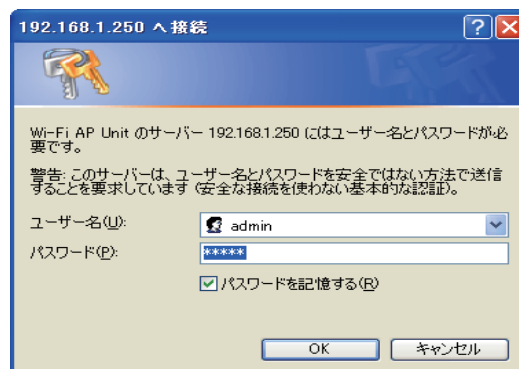 192.168.1.250 へ接続
Wi-Fi AP Unit のサーバー 192.168.1.250 にはユーザー名とパスワードが必
要です。
警告: このサーバーは、ユーザー名とパスワードを安全ではない方法で送信
することを要求しています (安全な接続を使わない基本的な認証)。
ユーザー名(U):
admin
パスワード(P):
*****
パスワードを記憶する(R)
OK
キャンセル